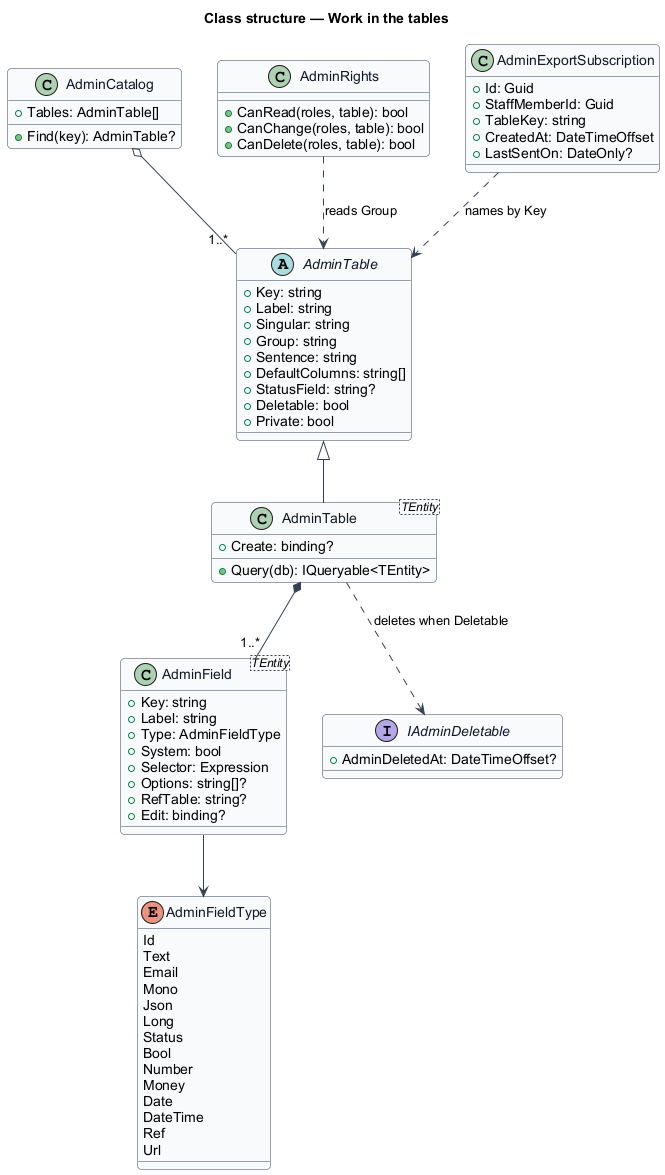 Class structure — Work in the tables
C AdminCatalog
Tables: AdminTable[]
Find(key): AdminTable?
C AdminRights
CanRead(roles, table): bool
CanChange(roles, table): bool
CanDelete(roles, table): bool
C AdminExportSubscription
Id: Guid
StaffMemberId: Guid
TableKey: string
CreatedAt: DateTimeOffset
LastSentOn: DateOnly?
1..*
reads Group
names by Key
A AdminTable
Key: string
Label: string
Singular: string
Group: string
Sentence: string
DefaultColumns: string[]
StatusField: string?
Deletable: bool
Private: bool
TEntity
C AdminTable
Create: binding?
Query(db): IQueryable<TEntity>
1..*
deletes when Deletable
TEntity
C AdminField
Key: string
Label: string
Type: AdminFieldType
System: bool
Selector: Expression
Options: string[]?
RefTable: string?
Edit: binding?
I IAdminDeletable
AdminDeletedAt: DateTimeOffset?
E AdminFieldType
Id
Text
Email
Mono
Json
Long
Status
Bool
Number
Money
Date
DateTime
Ref
Url